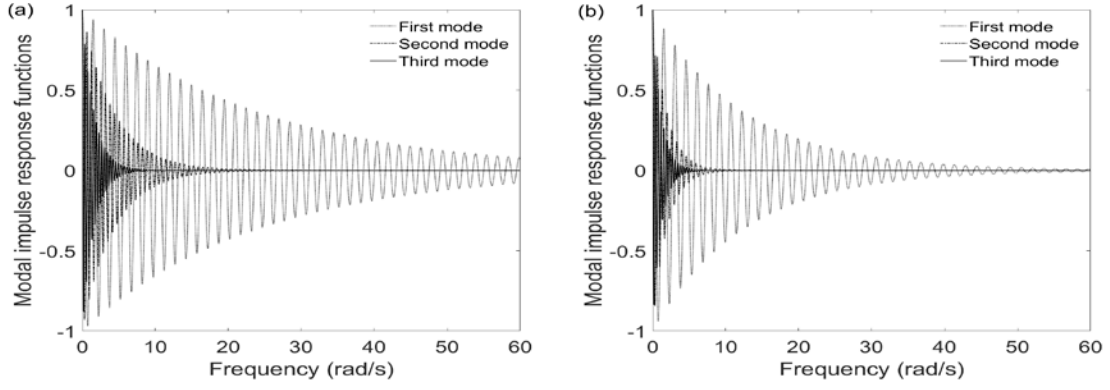 (a)
Modal impulse response functions
1
0.5
0
-0.5
-1
First mode
Second mode
Third mode
0 10 20 30 40 50 60
Frequency (rad/s)
(b)
Modal impulse response functions
1
0.5
0
-0.5
-1
First mode
Second mode
Third mode
0 10 20 30 40 50 60
Frequency (rad/s)